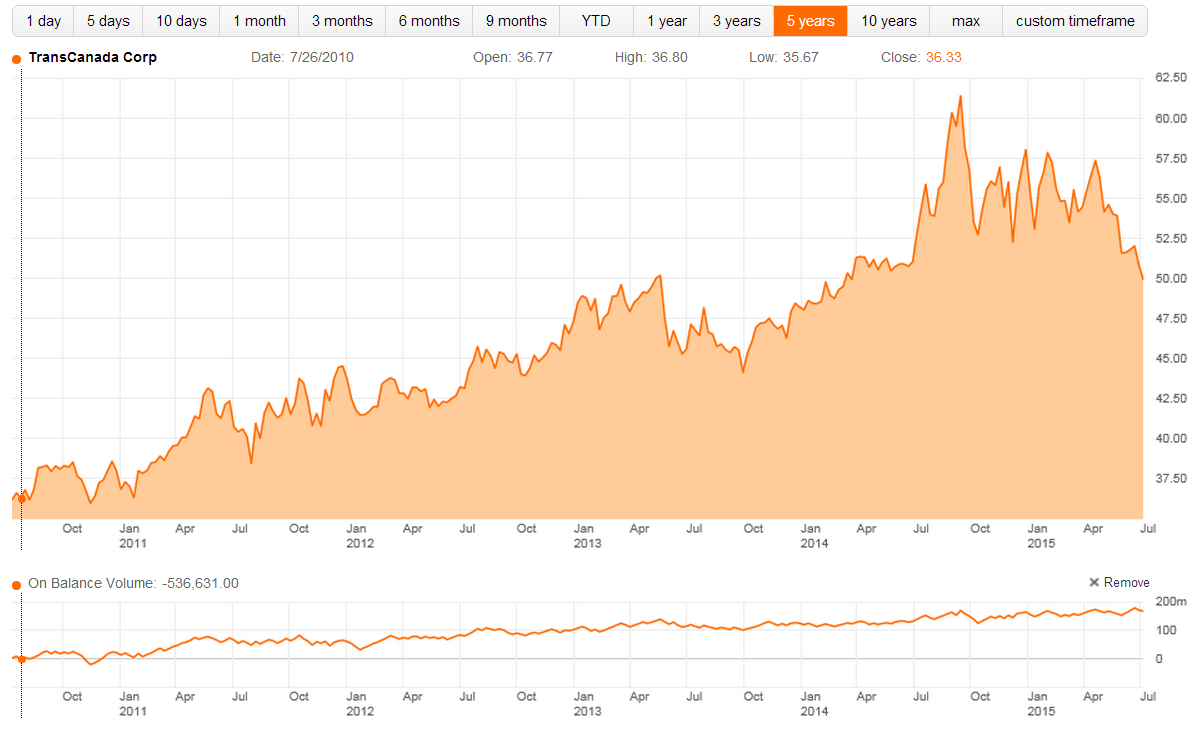 1 day 5 days 10 days 1 month 3 months 6 months 9 months YTD 1 year 3 years 5 years 10 years max custom timeframe
TransCanada Corp Date: 7/26/2010 Open: 36.77 High: 36.80 Low: 35.67 Close: 36.33
62.50
60.00
57.50
55.00
52.50
50.00
47.50
45.00
42.50
40.00
37.50
Oct Jan Apr Jul Oct Jan Apr Jul Oct Jan Apr Jul Oct Jan Apr Jul Oct Jan Apr Jul
2011 2012 2013 2014 2015
On Balance Volume: -536,631.00 Remove
200m
100
0
Oct Jan Apr Jul Oct Jan Apr Jul Oct Jan Apr Jul Oct Jan Apr Jul Oct Jan Apr Jul
2011 2012 2013 2014 2015